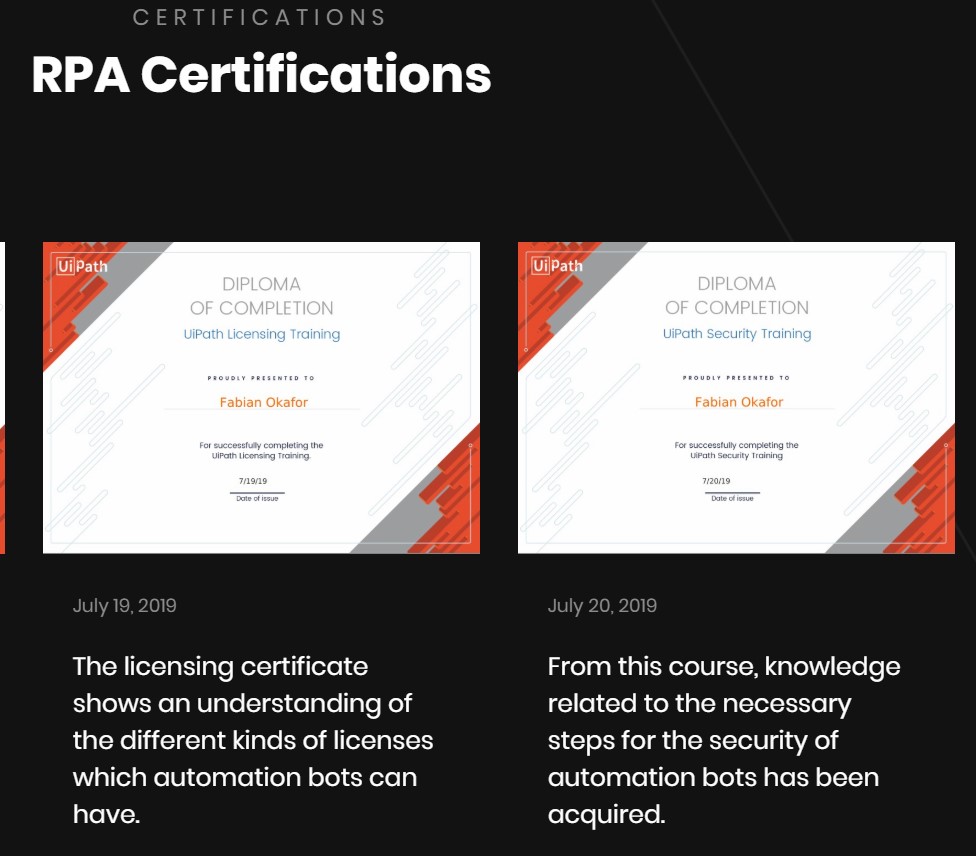 CERTIFICATIONS
RPA Certifications
UiPath
DIPLOMA
OF COMPLETION
UiPath Licensing Training
PROUDLY PRESENTED TO
Fabian Okafor
For successfully completing the
UiPath Licensing Training.
7/19/19
Date of issue
July 19, 2019
The licensing certificate
shows an understanding of
the different kinds of licenses
which automation bots can
have.
UiPath
DIPLOMA
OF COMPLETION
UiPath Security Training
PROUDLY PRESENTED TO
Fabian Okafor
For successfully completing the
UiPath Security Training
7/20/19
Date of issue
July 20, 2019
From this course, knowledge
related to the necessary
steps for the security of
automation bots has been
acquired.